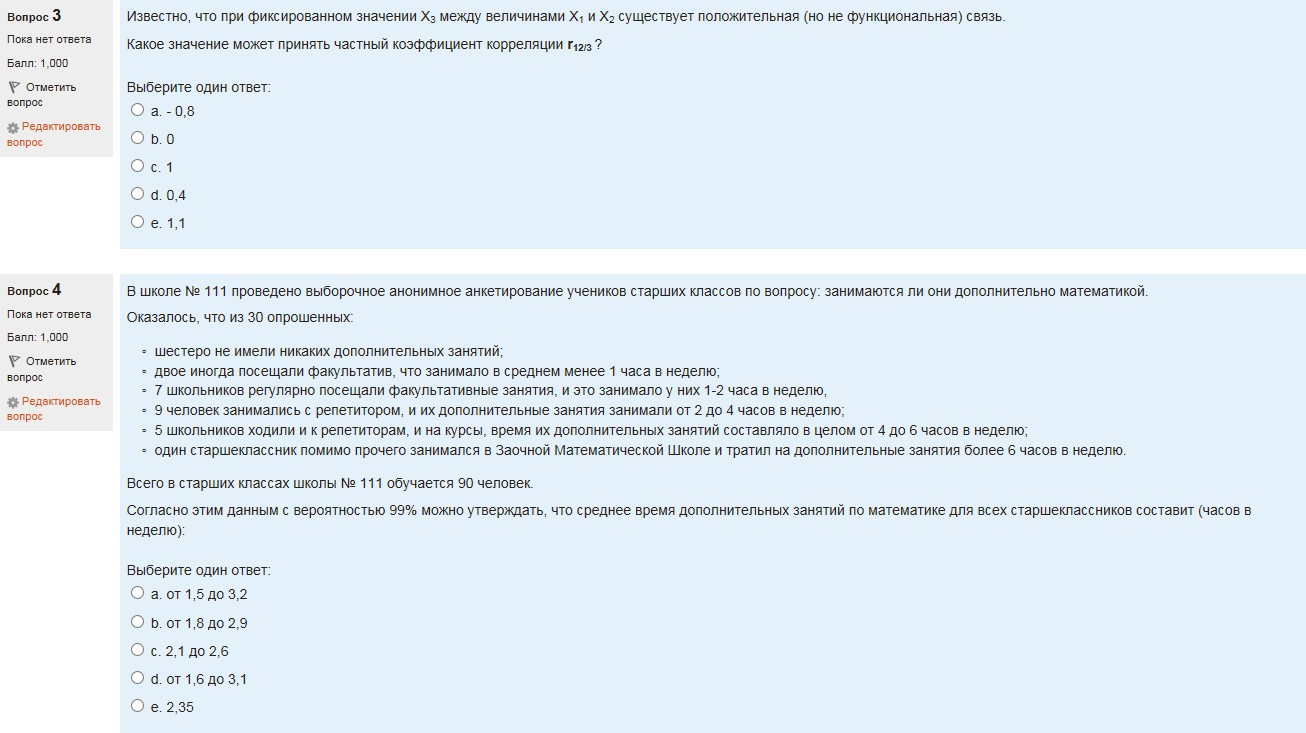 Вопрос 3
Пока нет ответа
Балл: 1,000
Отметить
вопрос
Редактировать
вопрос
Известно, что при фиксированном значении X₃ между величинами X₁ и X₂ существует положительная (но не функциональная) связь.
Какое значение может принять частный коэффициент корреляции r₁₂/₃ ?
Выберите один ответ:
a. - 0,8
b. 0
c. 1
d. 0,4
e. 1,1
Вопрос 4
Пока нет ответа
Балл: 1,000
Отметить
вопрос
Редактировать
вопрос
В школе № 111 проведено выборочное анонимное анкетирование учеников старших классов по вопросу: занимаются ли они дополнительно математикой.
Оказалось, что из 30 опрошенных:
шестеро не имели никаких дополнительных занятий;
двое иногда посещали факультатив, что занимало в среднем менее 1 часа в неделю;
7 школьников регулярно посещали факультативные занятия, и это занимало у них 1-2 часа в неделю,
9 человек занимались с репетитором, и их дополнительные занятия занимали от 2 до 4 часов в неделю;
5 школьников ходили и к репетиторам, и на курсы, время их дополнительных занятий составляло в целом от 4 до 6 часов в неделю;
один старшеклассник помимо прочего занимался в Заочной Математической Школе и тратил на дополнительные занятия более 6 часов в неделю.
Всего в старших классах школы № 111 обучается 90 человек.
Согласно этим данным с вероятностью 99% можно утверждать, что среднее время дополнительных занятий по математике для всех старшеклассников составит (часов в
неделю):
Выберите один ответ:
a. от 1,5 до 3,2
b. от 1,8 до 2,9
c. 2,1 до 2,6
d. от 1,6 до 3,1
e. 2,35